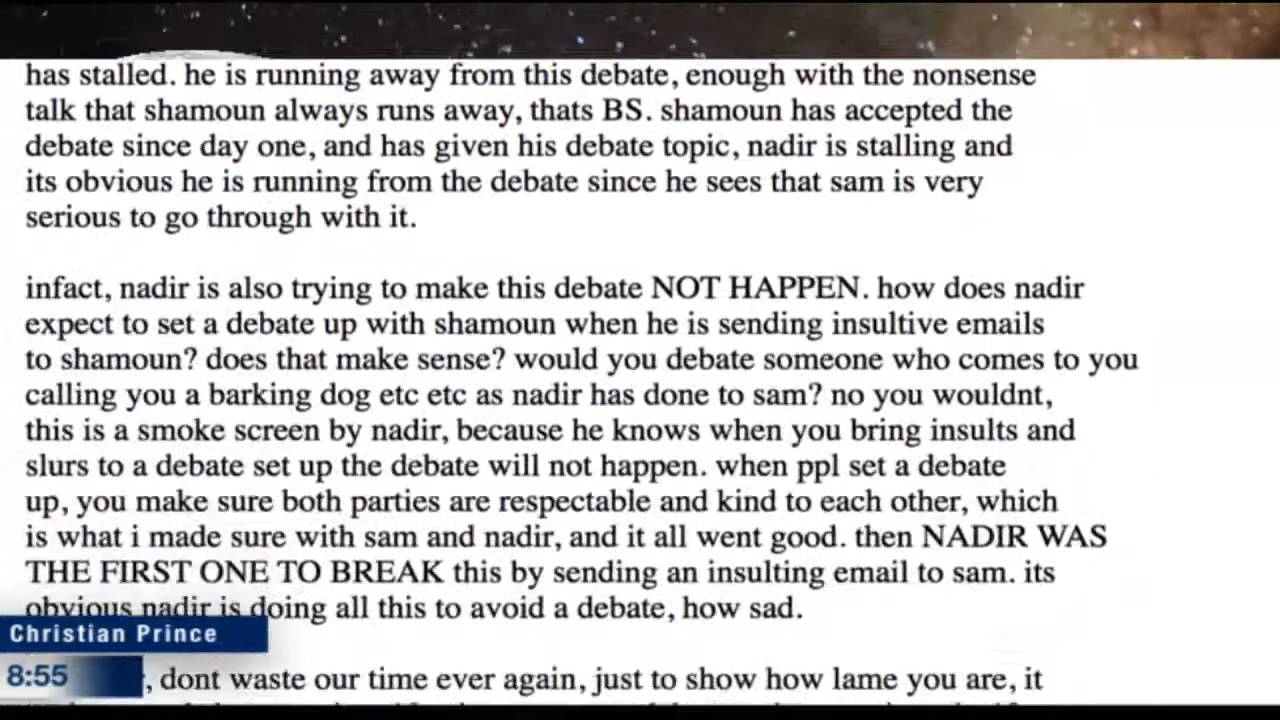 has stalled. he is running away from this debate, enough with the nonsense
talk that shamoun always runs away, thats BS. shamoun has accepted the
debate since day one, and has given his debate topic, nadir is stalling and
its obvious he is running from the debate since he sees that sam is very
serious to go through with it.
infact, nadir is also trying to make this debate NOT HAPPEN. how does nadir
expect to set a debate up with shamoun when he is sending insultive emails
to shamoun? does that make sense? would you debate someone who comes to you
calling you a barking dog etc etc as nadir has done to sam? no you wouldnt,
this is a smoke screen by nadir, because he knows when you bring insults and
slurs to a debate set up the debate will not happen. when ppl set a debate
up, you make sure both parties are respectable and kind to each other, which
is what i made sure with sam and nadir, and it all went good. then NADIR WAS
THE FIRST ONE TO BREAK this by sending an insulting email to sam. its
obvious nadir is doing all this to avoid a debate, how sad.
Christian Prince
8:55
, dont waste our time ever again, just to show how lame you are, it